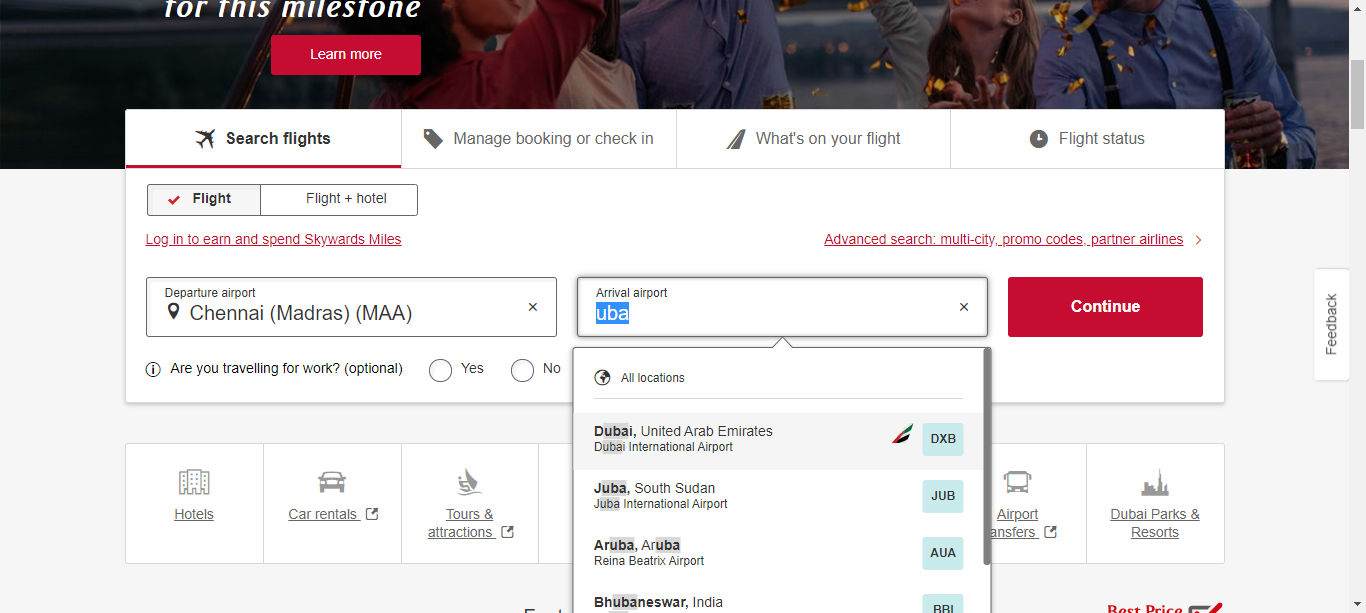 for this milestone
Learn more
Search flights
Manage booking or check in
What's on your flight
Flight status
Flight
Flight + hotel
Log in to earn and spend Skywards Miles
Advanced search: multi-city, promo codes, partner airlines
Departure airport
Chennai (Madras) (MAA)
Arrival airport
uba
Continue
Are you travelling for work? (optional)
Yes
No
All locations
Dubai, United Arab Emirates
Dubai International Airport
DXB
Juba, South Sudan
Juba International Airport
JUB
Aruba, Aruba
Reina Beatrix Airport
AUA
Bhubaneswar, India
BBI
Hotels
Car rentals
Tours &
attractions
Airport
ansfers
Dubai Parks &
Resorts
Feedback
Best Price